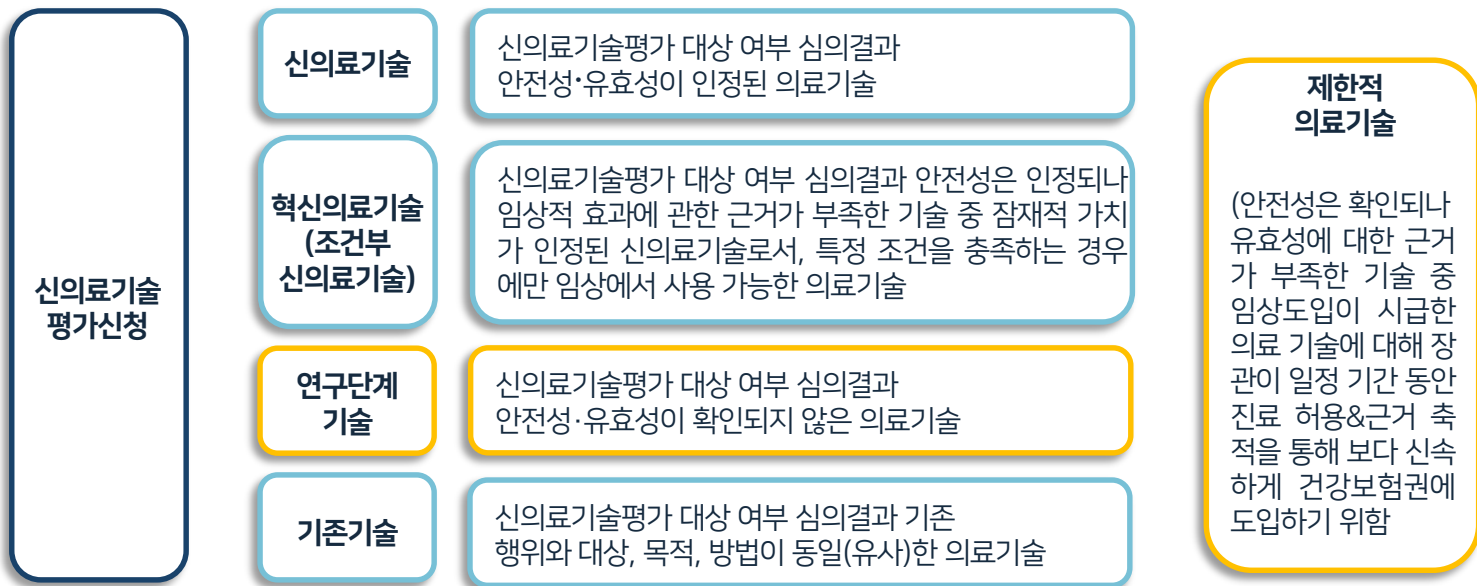 신의료기술
평가신청
신의료기술
신의료기술평가 대상 여부 심의결과
안전성·유효성이 인정된 의료기술
혁신의료기술
(조건부
신의료기술)
신의료기술평가 대상 여부 심의결과 안전성은 인정되나
임상적 효과에 관한 근거가 부족한 기술 중 잠재적 가치
가 인정된 신의료기술로서, 특정 조건을 충족하는 경우
에만 임상에서 사용 가능한 의료기술
연구단계
기술
신의료기술평가 대상 여부 심의결과
안전성·유효성이 확인되지 않은 의료기술
기존기술
신의료기술평가 대상 여부 심의결과 기존
행위와 대상, 목적, 방법이 동일(유사)한 의료기술
제한적
의료기술
(안전성은 확인되나
유효성에 대한 근거
가 부족한 기술 중
임상도입이 시급한
의료 기술에 대해 장
관이 일정 기간 동안
진료 허용&근거 축
적을 통해 보다 신속
하게 건강보험권에
도입하기 위함